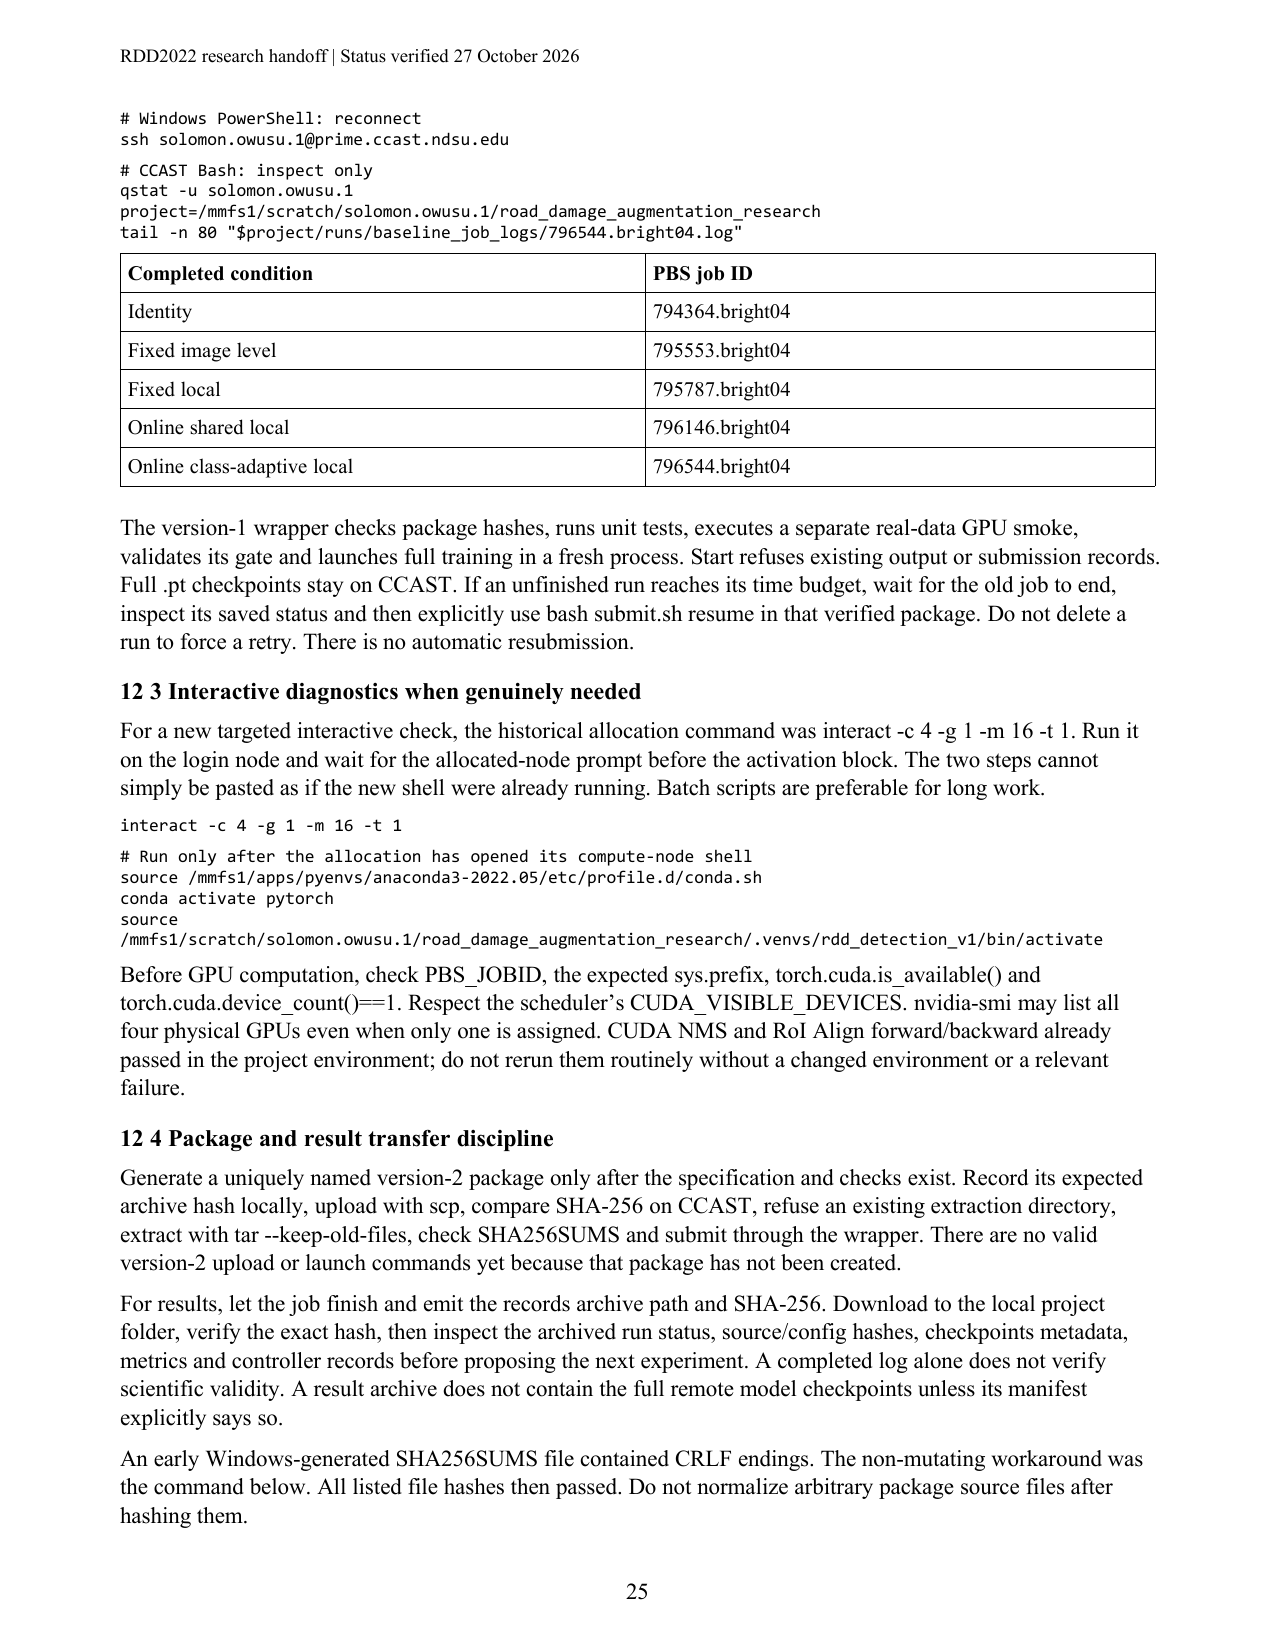 RDD2022 research handoff | Status verified 27 October 2026
# Windows PowerShell: reconnect
ssh solomon.owusu.1@prime.ccast.ndsu.edu
# CCAST Bash: inspect only
qstat -u solomon.owusu.1
project=/mmfs1/scratch/solomon.owusu.1/road_damage_augmentation_research
tail -n 80 "$project/runs/baseline_job_logs/796544.bright04.log"
Completed condition PBS job ID
Identity 794364.bright04
Fixed image level 795553.bright04
Fixed local 795787.bright04
Online shared local 796146.bright04
Online class-adaptive local 796544.bright04
The version-1 wrapper checks package hashes, runs unit tests, executes a separate real-data GPU smoke,
validates its gate and launches full training in a fresh process. Start refuses existing output or submission records.
Full .pt checkpoints stay on CCAST. If an unfinished run reaches its time budget, wait for the old job to end,
inspect its saved status and then explicitly use bash submit.sh resume in that verified package. Do not delete a
run to force a retry. There is no automatic resubmission.
12 3 Interactive diagnostics when genuinely needed
For a new targeted interactive check, the historical allocation command was interact -c 4 -g 1 -m 16 -t 1. Run it
on the login node and wait for the allocated-node prompt before the activation block. The two steps cannot
simply be pasted as if the new shell were already running. Batch scripts are preferable for long work.
interact -c 4 -g 1 -m 16 -t 1
# Run only after the allocation has opened its compute-node shell
source /mmfs1/apps/pyenvs/anaconda3-2022.05/etc/profile.d/conda.sh
conda activate pytorch
source
/mmfs1/scratch/solomon.owusu.1/road_damage_augmentation_research/.venvs/rdd_detection_v1/bin/activate
Before GPU computation, check PBS_JOBID, the expected sys.prefix, torch.cuda.is_available() and
torch.cuda.device_count()==1. Respect the scheduler’s CUDA_VISIBLE_DEVICES. nvidia-smi may list all
four physical GPUs even when only one is assigned. CUDA NMS and RoI Align forward/backward already
passed in the project environment; do not rerun them routinely without a changed environment or a relevant
failure.
12 4 Package and result transfer discipline
Generate a uniquely named version-2 package only after the specification and checks exist. Record its expected
archive hash locally, upload with scp, compare SHA-256 on CCAST, refuse an existing extraction directory,
extract with tar --keep-old-files, check SHA256SUMS and submit through the wrapper. There are no valid
version-2 upload or launch commands yet because that package has not been created.
For results, let the job finish and emit the records archive path and SHA-256. Download to the local project
folder, verify the exact hash, then inspect the archived run status, source/config hashes, checkpoints metadata,
metrics and controller records before proposing the next experiment. A completed log alone does not verify
scientific validity. A result archive does not contain the full remote model checkpoints unless its manifest
explicitly says so.
An early Windows-generated SHA256SUMS file contained CRLF endings. The non-mutating workaround was
the command below. All listed file hashes then passed. Do not normalize arbitrary package source files after
hashing them.
25